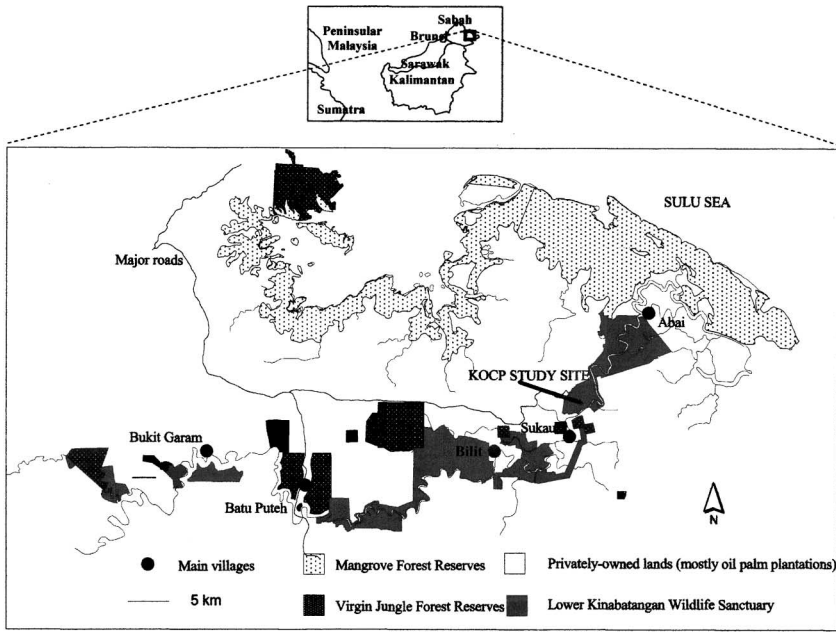 Sabah
Peninsular
Malaysia
Brunei
Sarawak
Kalimantan
Sumatra
SULU SEA
Major roads
Abai
KOCP STUDY SITE
Sukau
Bukit Garam
Bilit
Batu Puteh
N
Main villages
Mangrove Forest Reserves
Privately-owned lands (mostly oil palm plantations)
5 km
Virgin Jungle Forest Reserves
Lower Kinabatangan Wildlife Sanctuary